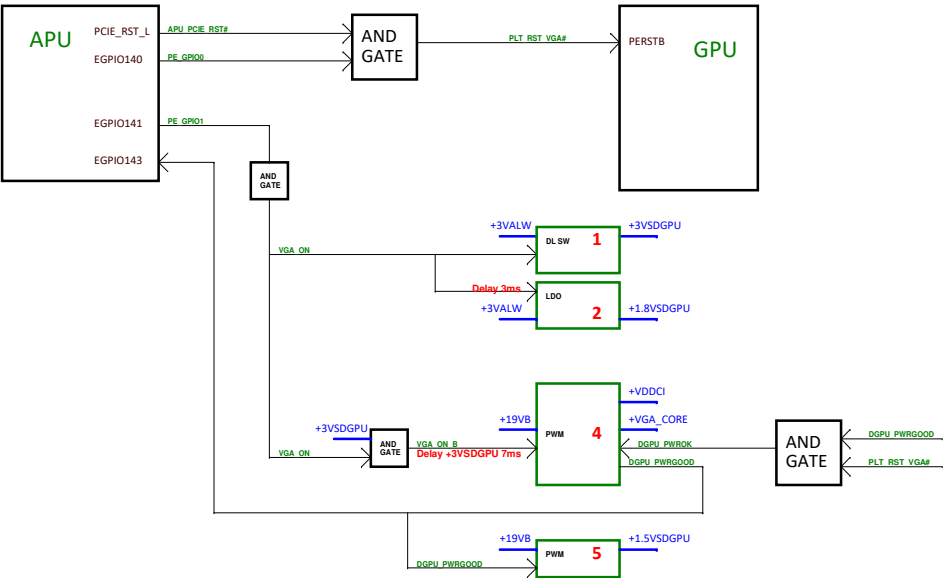 APU
PCIE_RST_L
APU_PCIE_RST#
EGPIO140
PE_GPIO0
AND
GATE
PLT_RST_VGA#
PERSTB
GPU
EGPIO141
PE_GPIO1
EGPIO143
AND
GATE
+3VALW
DL SW
1
+3VSDGPU
VGA_ON
Delay 3ms
LDO
+3VALW
2
+1.8VSDGPU
+VDDCI
+3VSDGPU
+19VB
PWM
4
+VGA_CORE
VGA_ON
AND
GATE
VGA_ON_B
Delay +3VSDGPU 7ms
DGPU_PWROK
DGPU_PWRGOOD
AND
GATE
DGPU_PWRGOOD
PLT_RST_VGA#
+19VB
PWM
5
+1.5VSDGPU
DGPU_PWRGOOD